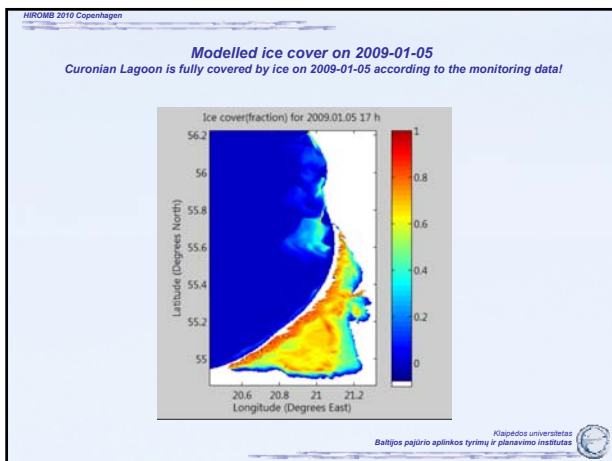 HIROMB 2010 Copenhagen
Modelled ice cover on 2009-01-05
Curonian Lagoon is fully covered by ice on 2009-01-05 according to the monitoring data!
Ice cover(fraction) for 2009.01.05 17 h
56.2
56
55.8
55.6
55.4
55.2
55
Latitude (Degrees North)
20.6 20.8 21 21.2
Longitude (Degrees East)
1
0.8
0.6
0.4
0.2
0
Klaipėdos universitetas
Baltijos pajūrio aplinkos tyrimų ir planavimo institutas